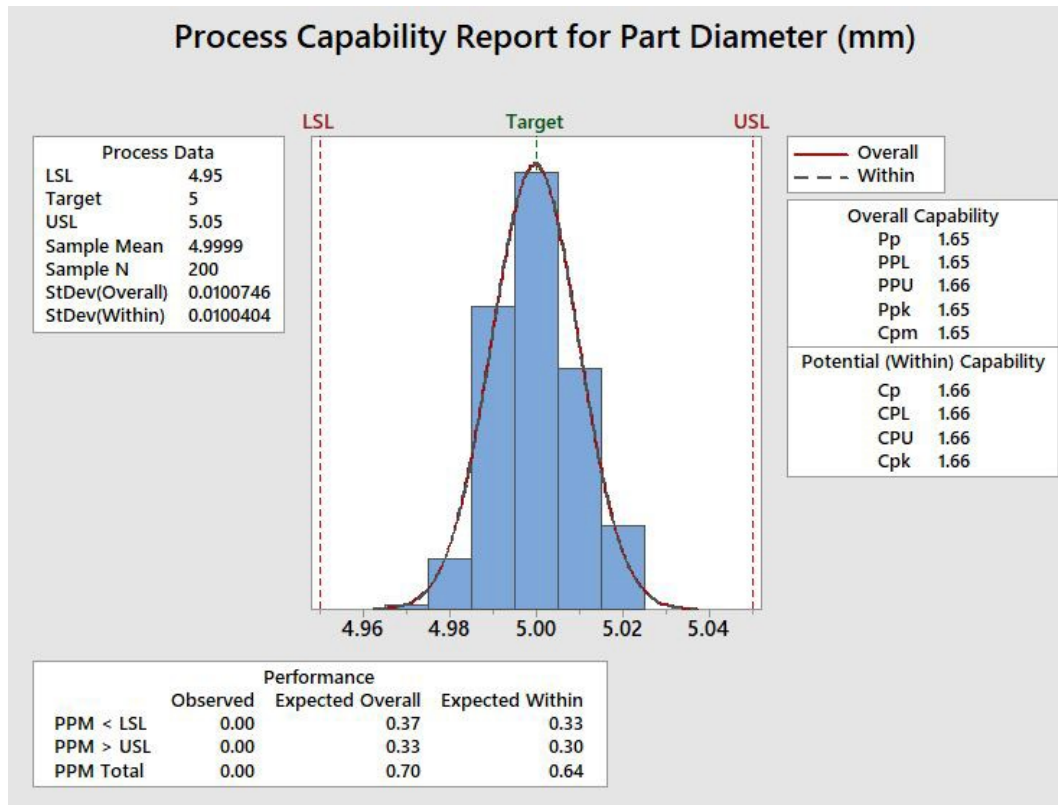 Process Capability Report for Part Diameter (mm)
LSL Target USL
Process Data
LSL 4.95
Target 5
USL 5.05
Sample Mean 4.9999
Sample N 200
StDev(Overall) 0.0100746
StDev(Within) 0.0100404
Overall
Within
Overall Capability
Pp 1.65
PPL 1.65
PPU 1.66
Ppk 1.65
Cpm 1.65
Potential (Within) Capability
Cp 1.66
CPL 1.66
CPU 1.66
Cpk 1.66
4.96 4.98 5.00 5.02 5.04
Performance
Observed Expected Overall Expected Within
PPM < LSL 0.00 0.37 0.33
PPM > USL 0.00 0.33 0.30
PPM Total 0.00 0.70 0.64